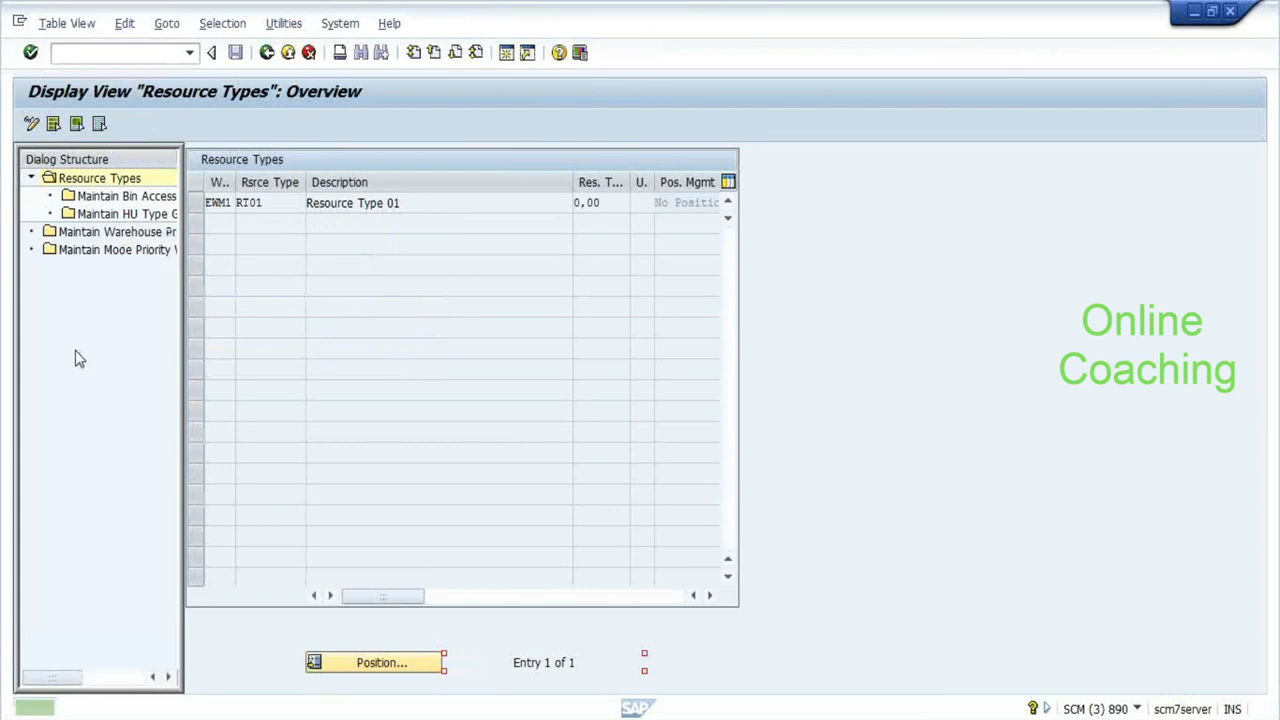 Table View Edit Goto Selection Utilities System Help
Display View "Resource Types": Overview
Dialog Structure
Resource Types
Maintain Bin Access
Maintain HU Type G
Maintain Warehouse Pr
Maintain Mode Priority
Resource Types
W.. Rsrce Type Description Res. T... U. Pos. Mgmt
EWM1 RT01 Resource Type 01 0,00 No Positic
Online
Coaching
Position... Entry 1 of 1
SAP SCM (3) 890 scm7server INS